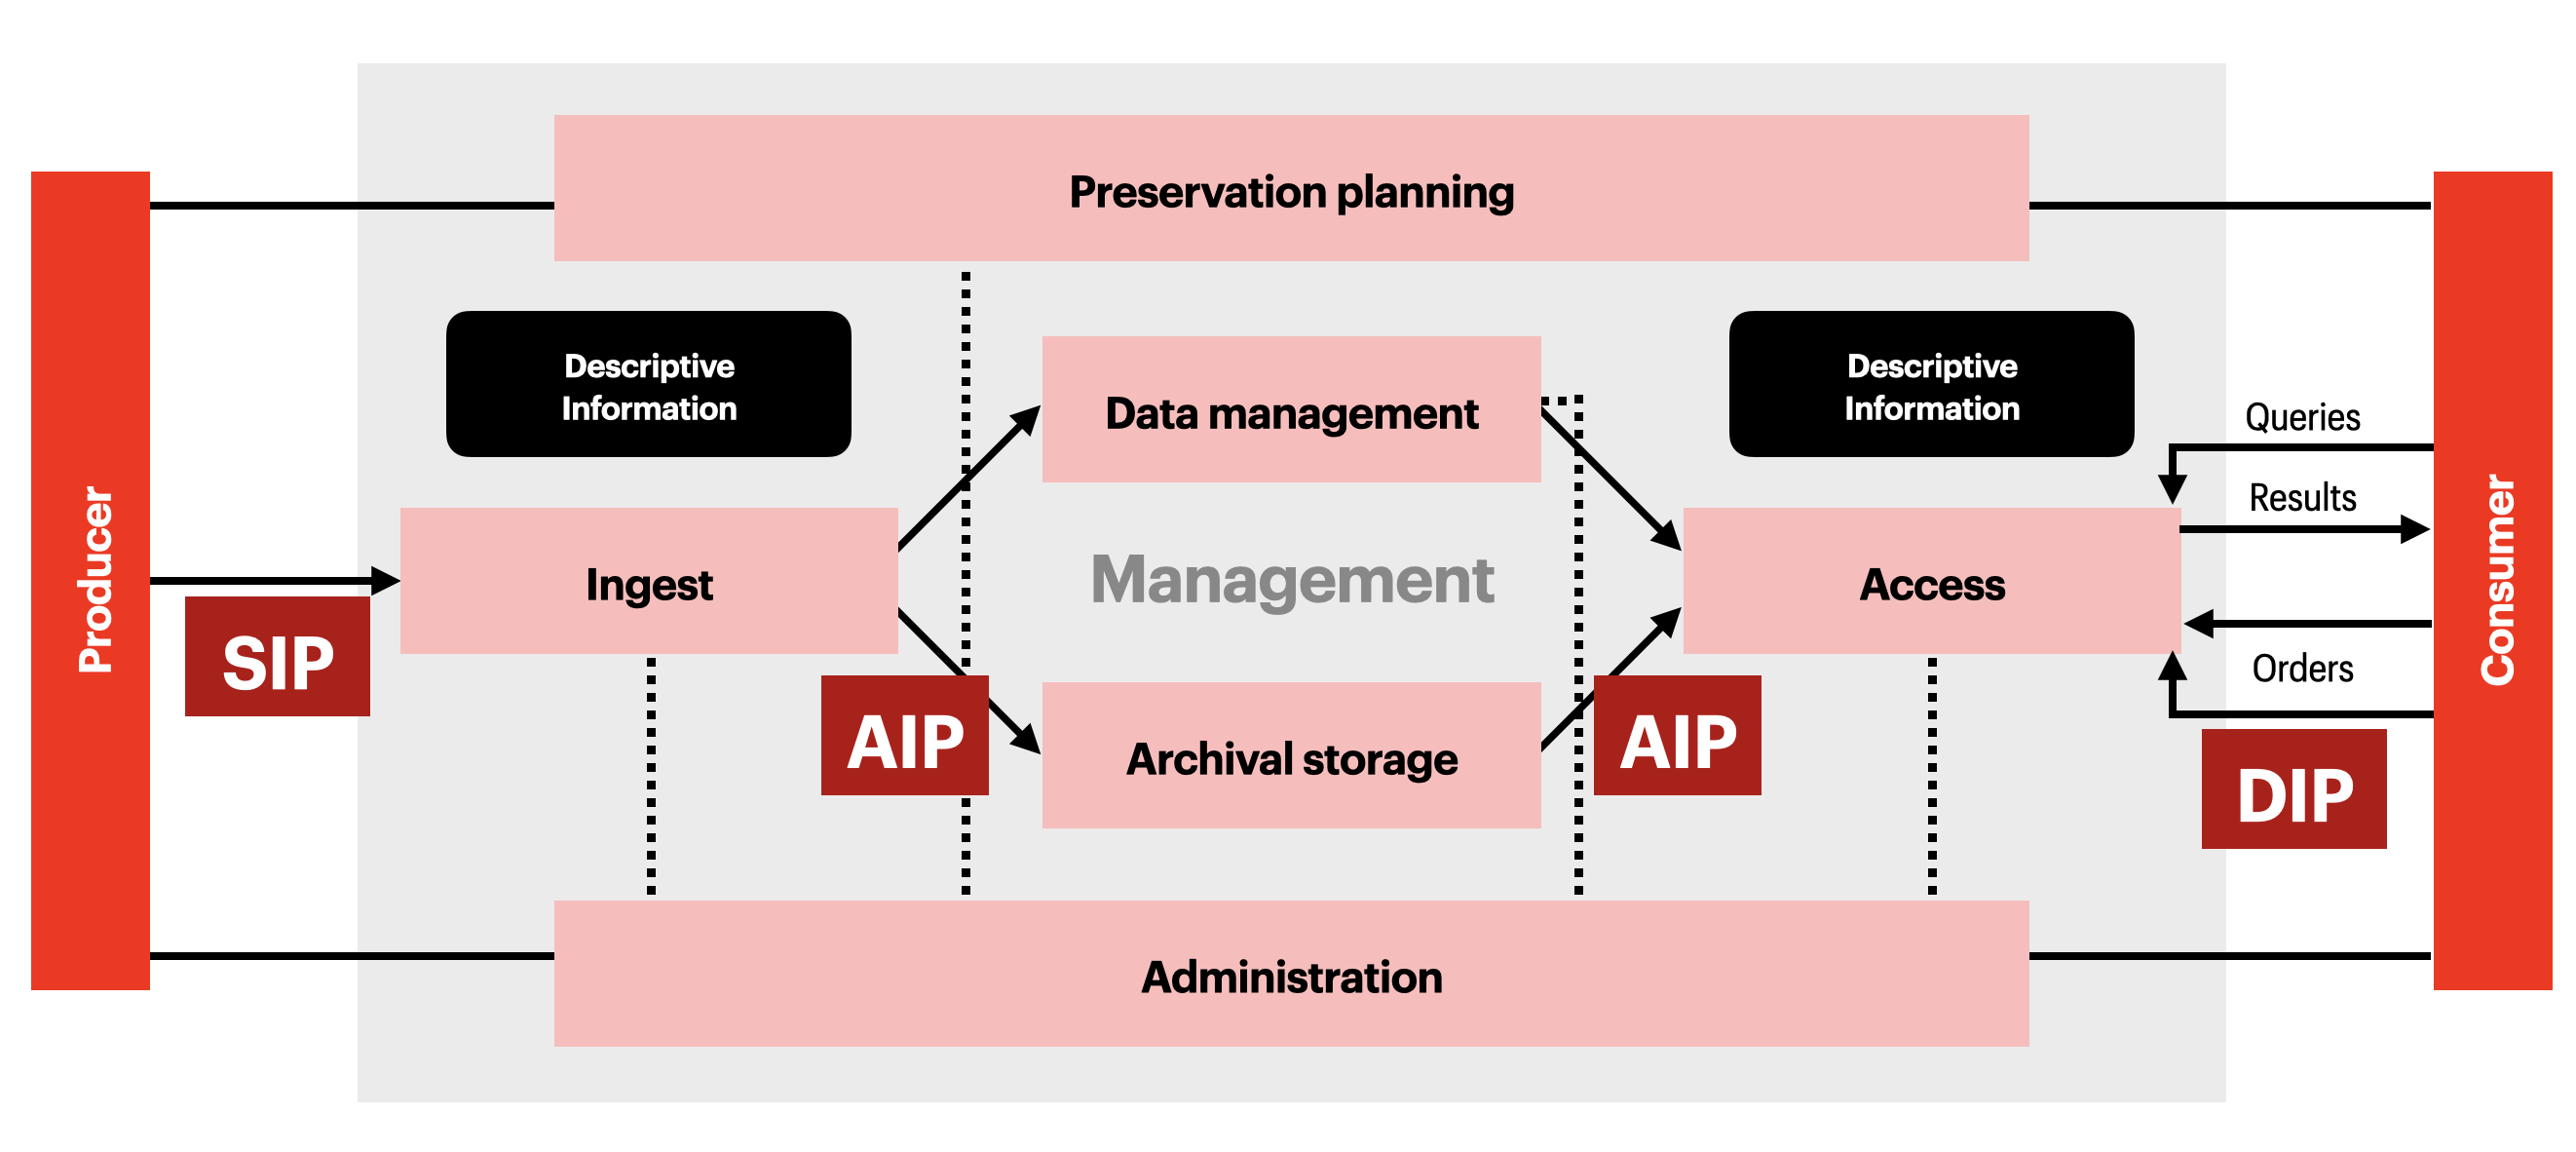 Preservation planning
Producer
Descriptive
Information
Data management
Descriptive
Information
Queries
Results
Ingest
Management
Access
Consumer
SIP
Orders
AIP
Archival storage
AIP
DIP
Administration